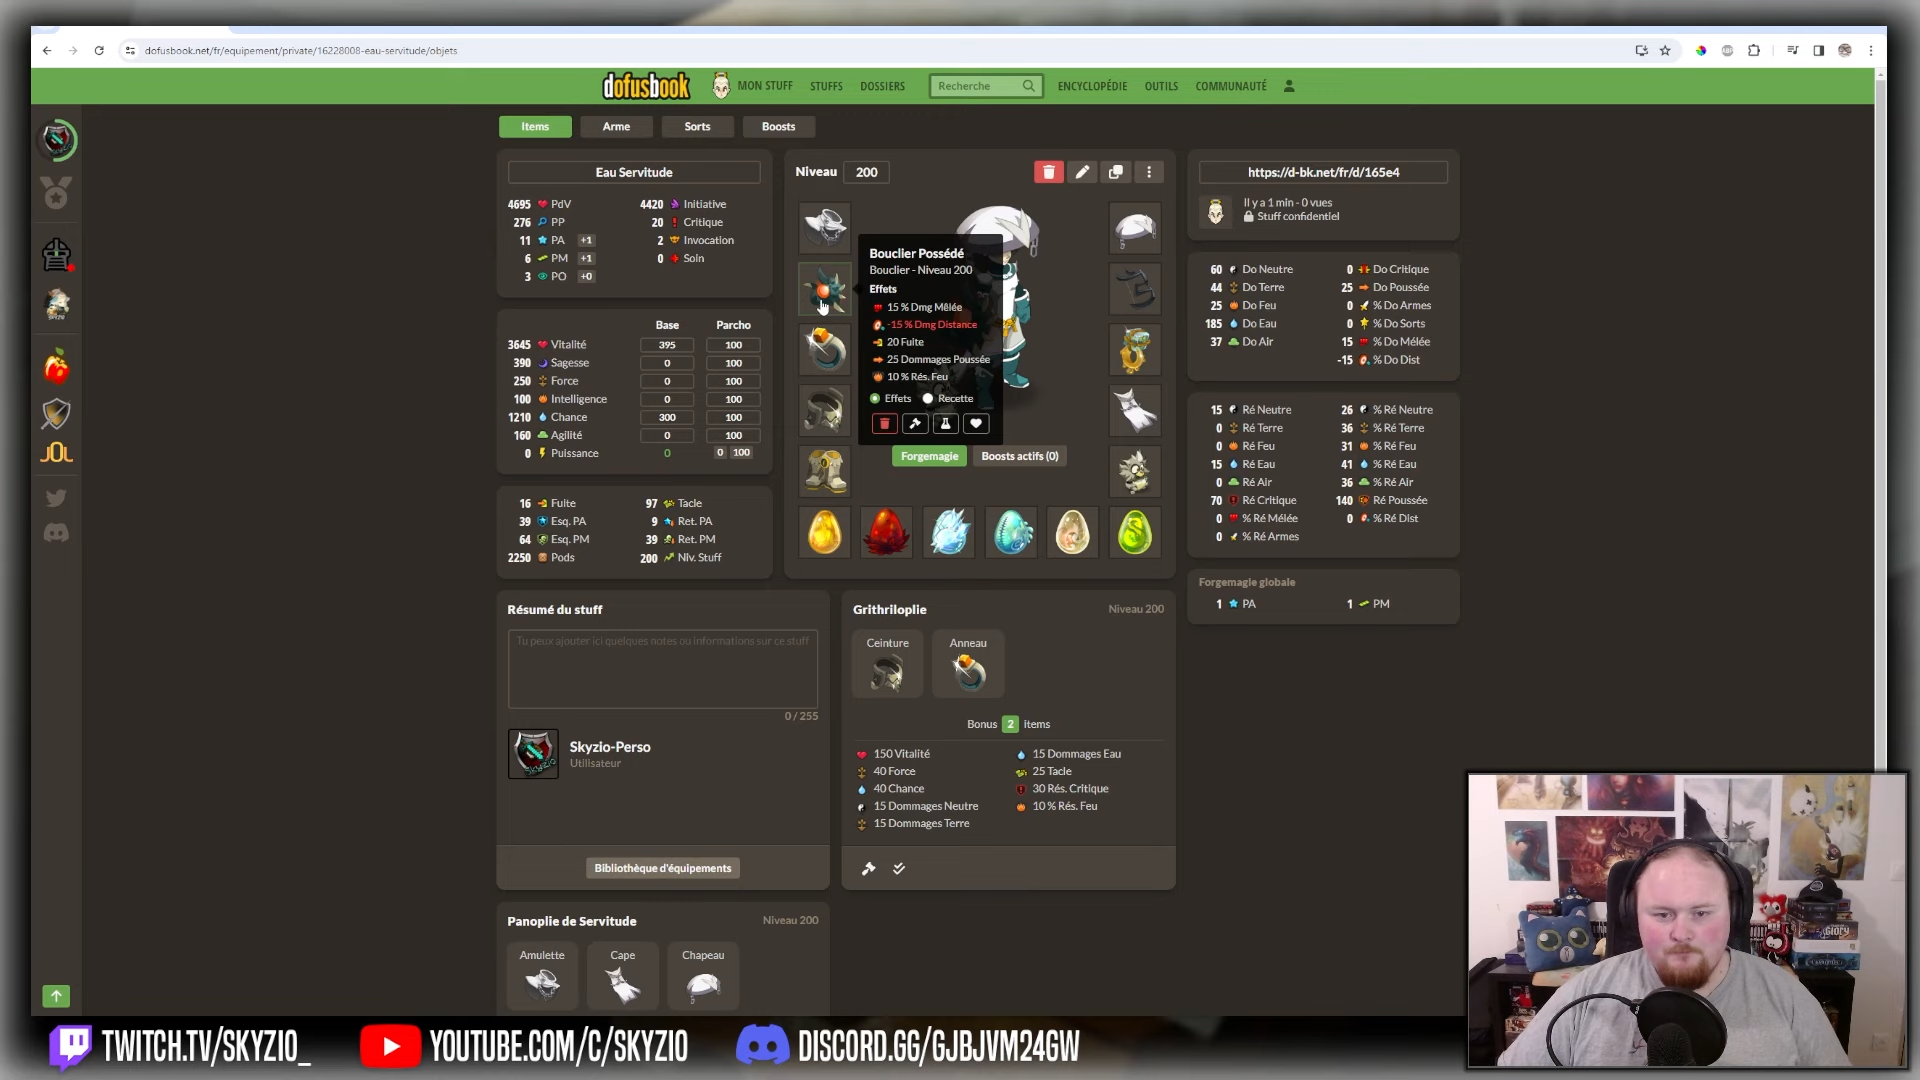 dofusbook.net/fr/equipement/private/16228008-eau-servitude/objets
dofusbook
MON STUFF
STUFFS
DOSSIERS
Recherche
ENCYCLOPÉDIE
OUTILS
COMMUNAUTÉ
Items
Arme
Sorts
Boosts
Eau Servitude
4695 PdV
4420 Initiative
276 PP
20 Critique
11 PA +1
2 Invocation
6 PM +1
0 Soin
3 PO +0
Base
Parcho
3645 Vitalité 395 100
390 Sagesse 0 100
250 Force 0 100
100 Intelligence 0 100
1210 Chance 300 100
160 Agilité 0 100
0 Puissance 0 0 100
16 Fuite
97 Tacle
39 Esq. PA
9 Ret. PA
64 Esq. PM
39 Ret. PM
2250 Pods
200 Niv. Stuff
Niveau 200
Bouclier Possédé
Bouclier - Niveau 200
Effets
15 % Dmg Mêlée
-15 % Dmg Distance
20 Fuite
25 Dommages Poussée
10 % Rés. Feu
Effets
Recette
Forgemagie
Boosts actifs (0)
https://d-bk.net/fr/d/165e4
Il y a 1 min - 0 vues
Stuff confidentiel
60 Do Neutre
0 Do Critique
44 Do Terre
25 Do Poussée
25 Do Feu
0 % Do Armes
185 Do Eau
0 % Do Sorts
37 Do Air
15 % Do Mêlée
-15 % Do Dist
15 Ré Neutre
26 % Ré Neutre
0 Ré Terre
36 % Ré Terre
0 Ré Feu
31 % Ré Feu
15 Ré Eau
41 % Ré Eau
0 Ré Air
36 % Ré Air
70 Ré Critique
140 Ré Poussée
0 % Ré Mêlée
0 % Ré Dist
0 % Ré Armes
Forgemagie globale
1 PA
1 PM
Résumé du stuff
Tu peux ajouter ici quelques notes ou informations sur ce stuff
0 / 255
Skyzio-Perso
Utilisateur
Bibliothèque d'équipements
Grithriloplie
Niveau 200
Ceinture
Anneau
Bonus 2 items
150 Vitalité
15 Dommages Eau
40 Force
25 Tacle
40 Chance
30 Rés. Critique
15 Dommages Neutre
10 % Rés. Feu
15 Dommages Terre
Panoplie de Servitude
Niveau 200
Amulette
Cape
Chapeau
JOL
TWITCH.TV/SKYZIO_
YOUTUBE.COM/C/SKYZIO
DISCORD.GG/GJBJVM24GW